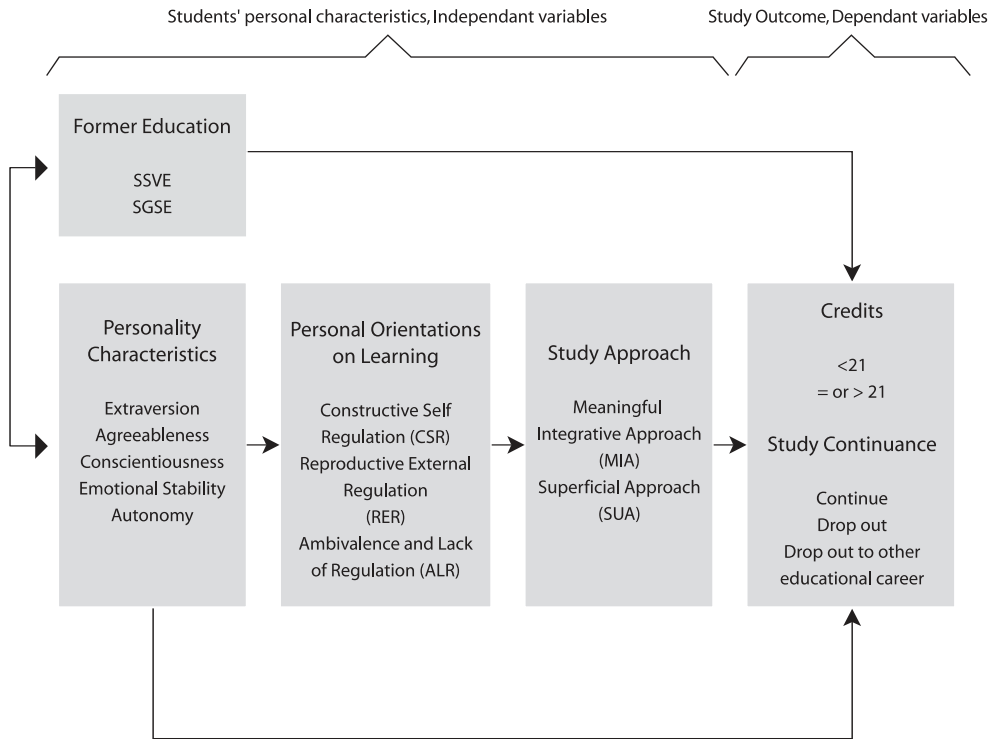 Students' personal characteristics, Independant variables
Study Outcome, Dependant variables
Former Education
SSVE
SGSE
Personality
Characteristics
Extraversion
Agreeableness
Conscientiousness
Emotional Stability
Autonomy
Personal Orientations
on Learning
Constructive Self
Regulation (CSR)
Reproductive External
Regulation
(RER)
Ambivalence and Lack
of Regulation (ALR)
Study Approach
Meaningful
Integrative Approach
(MIA)
Superficial Approach
(SUA)
Credits
<21
= or > 21
Study Continuance
Continue
Drop out
Drop out to other
educational career